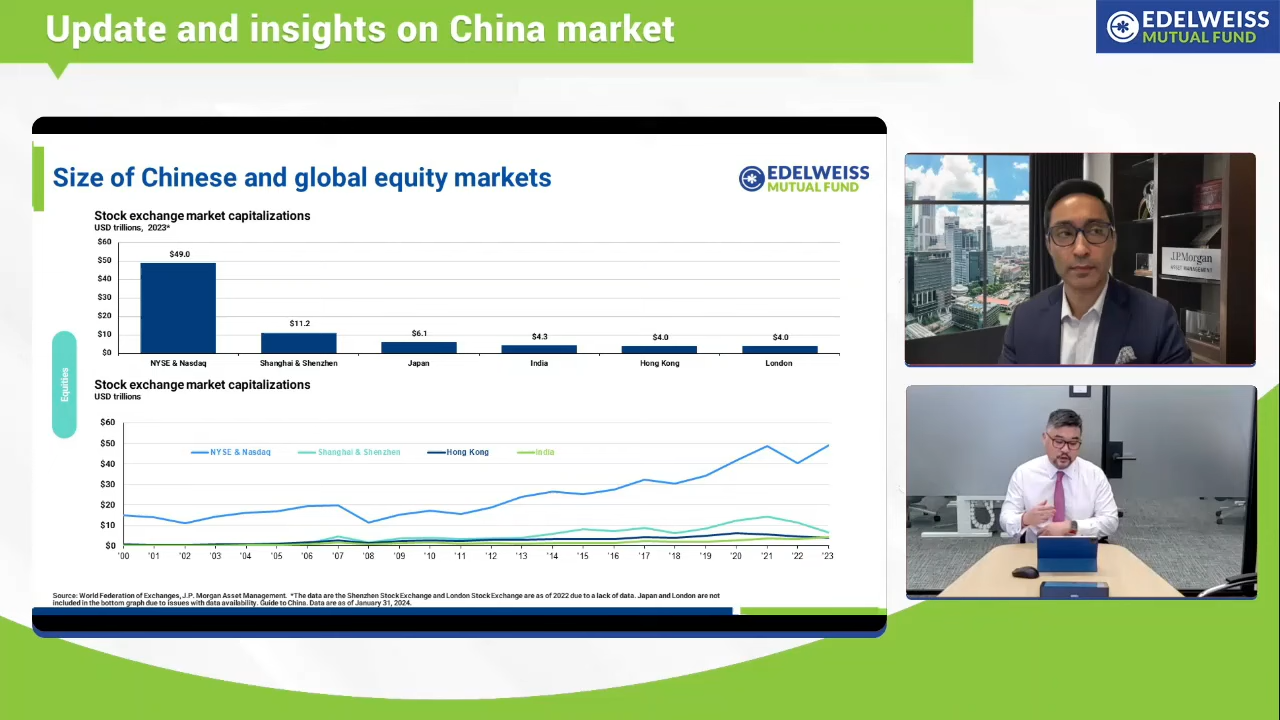 Update and insights on China market
EDELWEISS
MUTUAL FUND
Size of Chinese and global equity markets
EDELWEISS
MUTUAL FUND
Stock exchange market capitalizations
USD trillions, 2023*
$60
$50
$40
$30
$20
$10
$0
$49.0
$11.2
$6.1
$4.3
$4.0
$4.0
NYSE & Nasdaq
Shanghai & Shenzhen
Japan
India
Hong Kong
London
Equities
Stock exchange market capitalizations
USD trillions
$60
$50
$40
$30
$20
$10
$0
NYSE & Nasdaq
Shanghai & Shenzhen
Hong Kong
India
'00 '01 '02 '03 '04 '05 '06 '07 '08 '09 '10 '11 '12 '13 '14 '15 '16 '17 '18 '19 '20 '21 '22 '23
Source: World Federation of Exchanges, J.P. Morgan Asset Management. *The data are the Shenzhen Stock Exchange and London Stock Exchange are as of 2022 due to a lack of data. Japan and London are not
included in the bottom graph due to issues with data availability. Guide to China. Data are as of January 31, 2024.
J.P.Morgan
ASSET MANAGEMENT